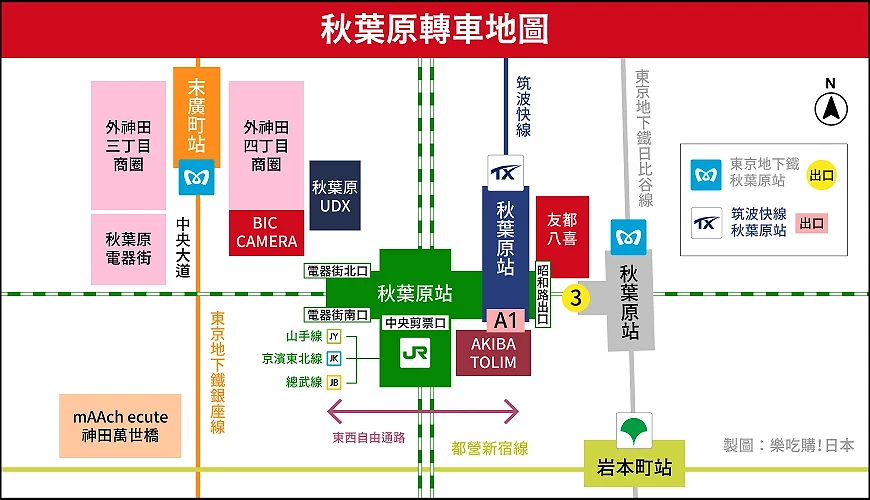 秋葉原轉車地圖
外神田
三丁目
商圈
末廣町站
外神田
四丁目
商圈
秋葉原
UDX
BIC
CAMERA
秋葉原
電器街
中央大道
筑波快線
TX
秋葉原站
友都
八喜
東京地下鐵日比谷線
N
東京地下鐵
秋葉原站
出口
TX
筑波快線
秋葉原站
出口
電器街北口
秋葉原站
電器街南口
中央剪票口
昭和路出口
3
秋葉原站
A1
AKIBA
TOLIM
JR
山手線
JY
京濱東北線
JK
總武線
JB
東京地下鐵銀座線
mAAch ecute
神田萬世橋
東西自由通路
都營新宿線
岩本町站
製圖：樂吃購!日本